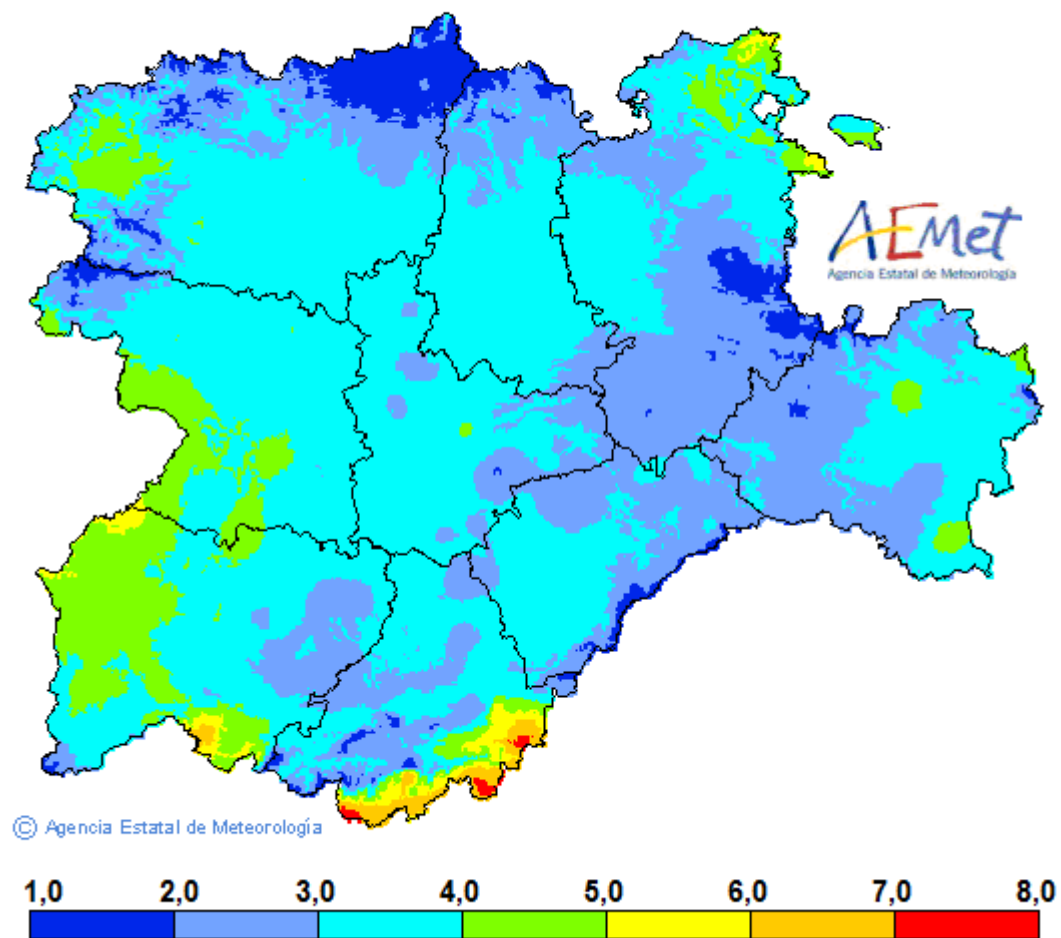 AEMet
Agencia Estatal de Meteorología
© Agencia Estatal de Meteorología
1,0 2,0 3,0 4,0 5,0 6,0 7,0 8,0